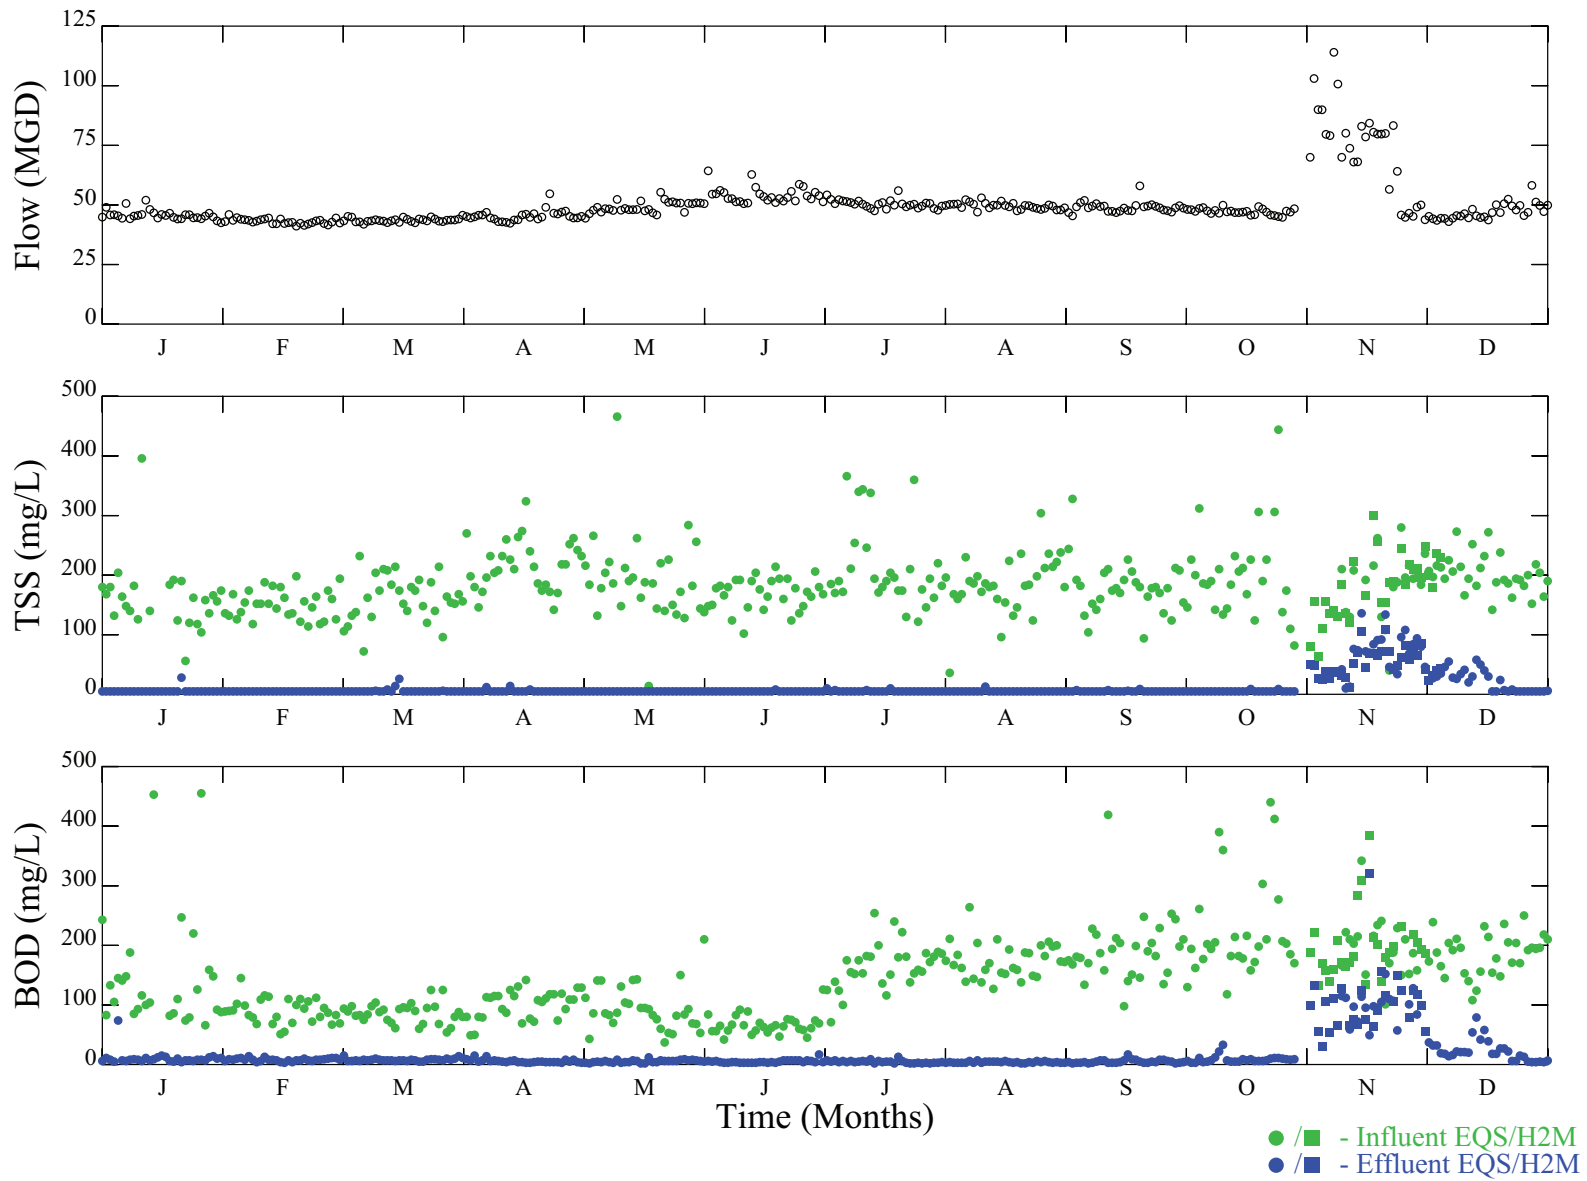 Flow (MGD)
125
100
75
50
25
0
J F M A M J J A S O N D
TSS (mg/L)
500
400
300
200
100
0
J F M A M J J A S O N D
BOD (mg/L)
500
400
300
200
100
0
J F M A M J J A S O N D
Time (Months)
/ - Influent EQS/H2M
/ - Effluent EQS/H2M